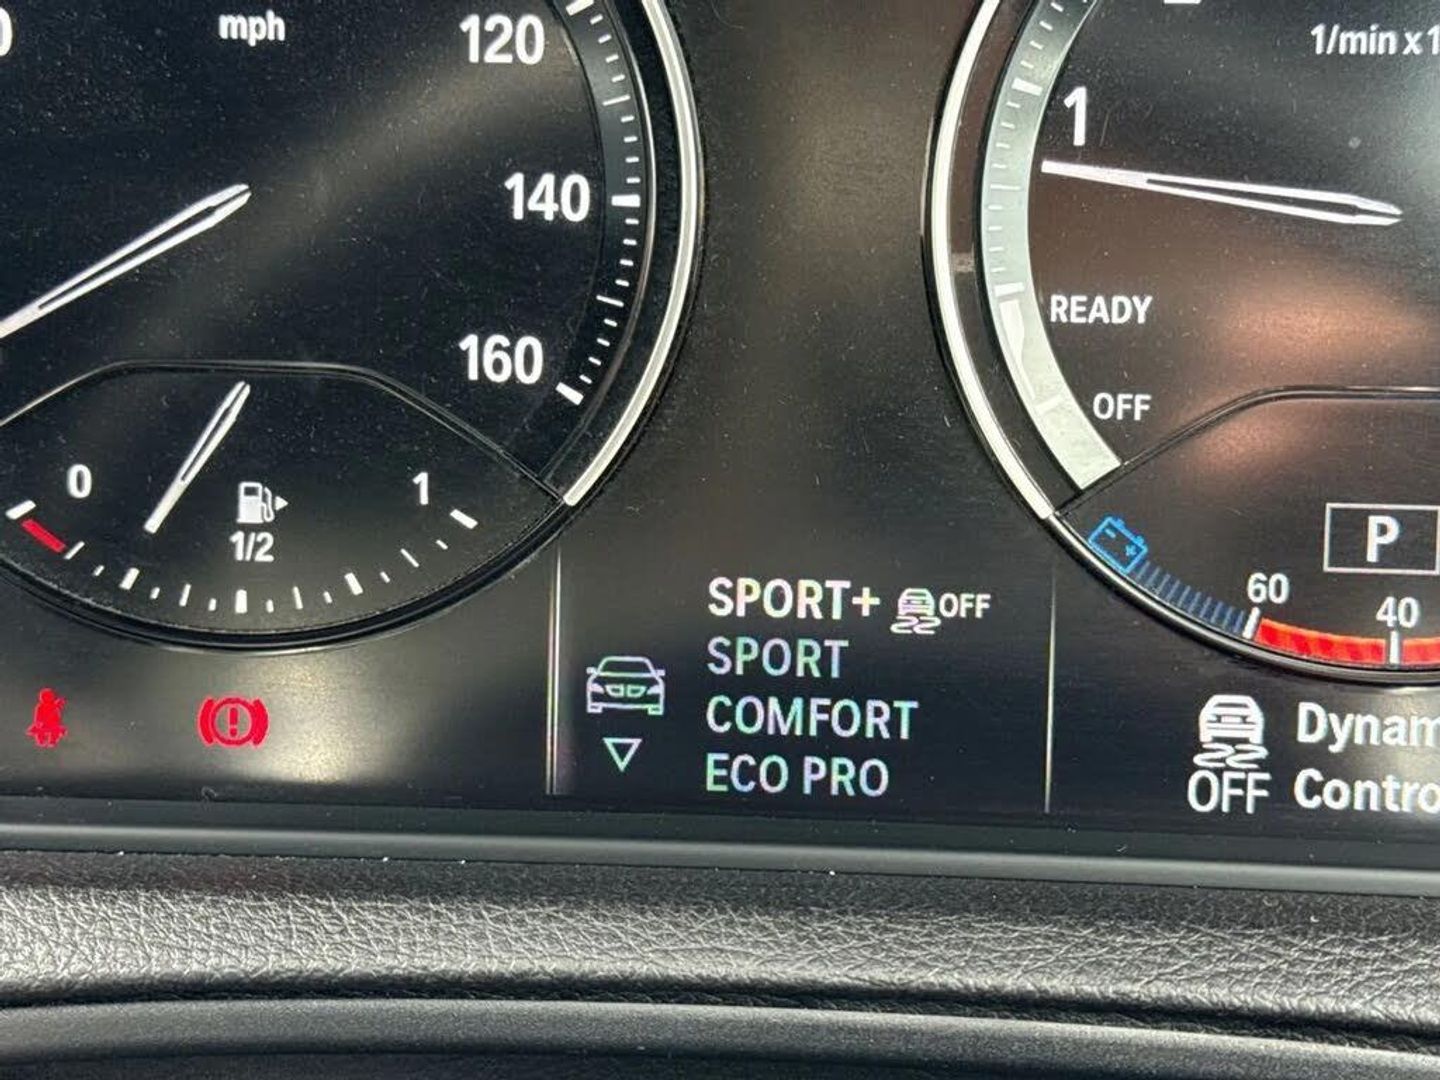 mph
120
140
160
0
1
1/2
1/min x 1
1
READY
OFF
P
60
40
SPORT+ OFF
SPORT
COMFORT
ECO PRO
OFF